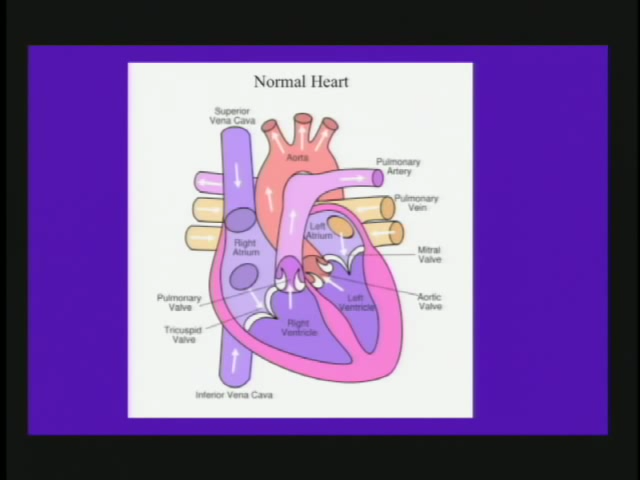 Normal Heart
Superior
Vena Cava
Aorta
Pulmonary
Artery
Pulmonary
Vein
Left
Atrium
Right
Atrium
Mitral
Valve
Pulmonary
Valve
Left
Ventricle
Aortic
Valve
Right
Ventricle
Tricuspid
Valve
Inferior Vena Cava